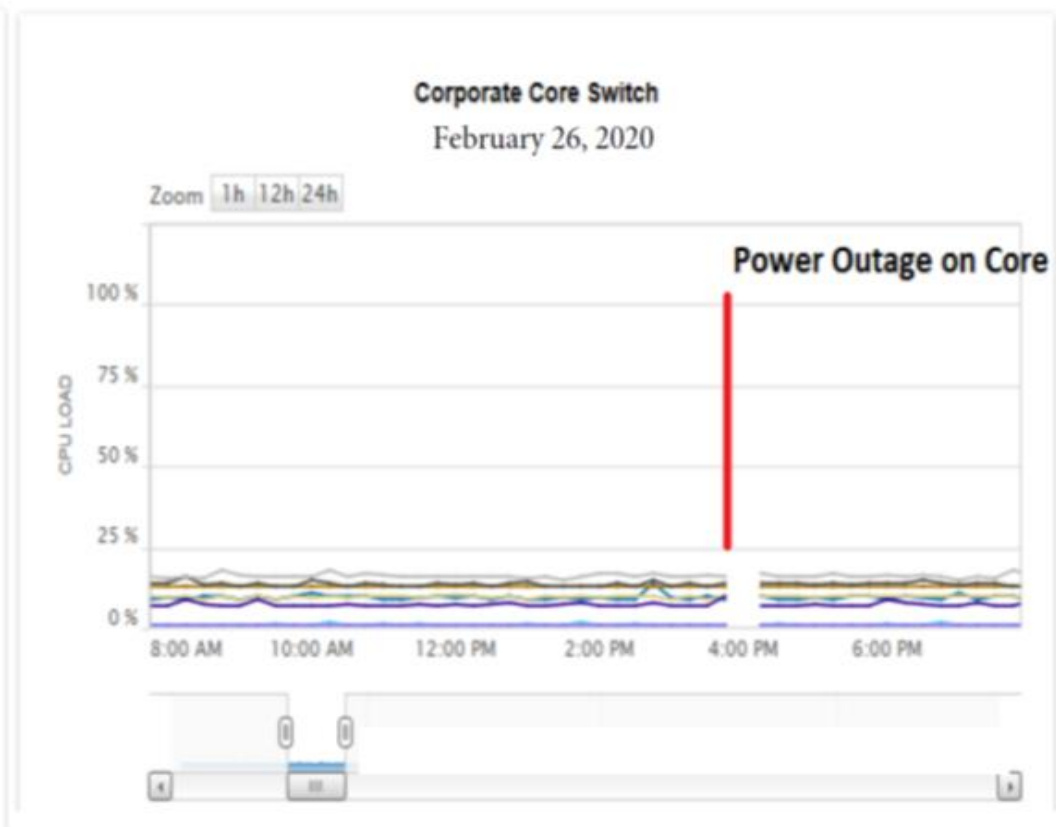 Corporate Core Switch
February 26, 2020
Zoom 1h 12h 24h
Power Outage on Core
100 %
75 %
50 %
25 %
0 %
CPU LOAD
8:00 AM 10:00 AM 12:00 PM 2:00 PM 4:00 PM 6:00 PM